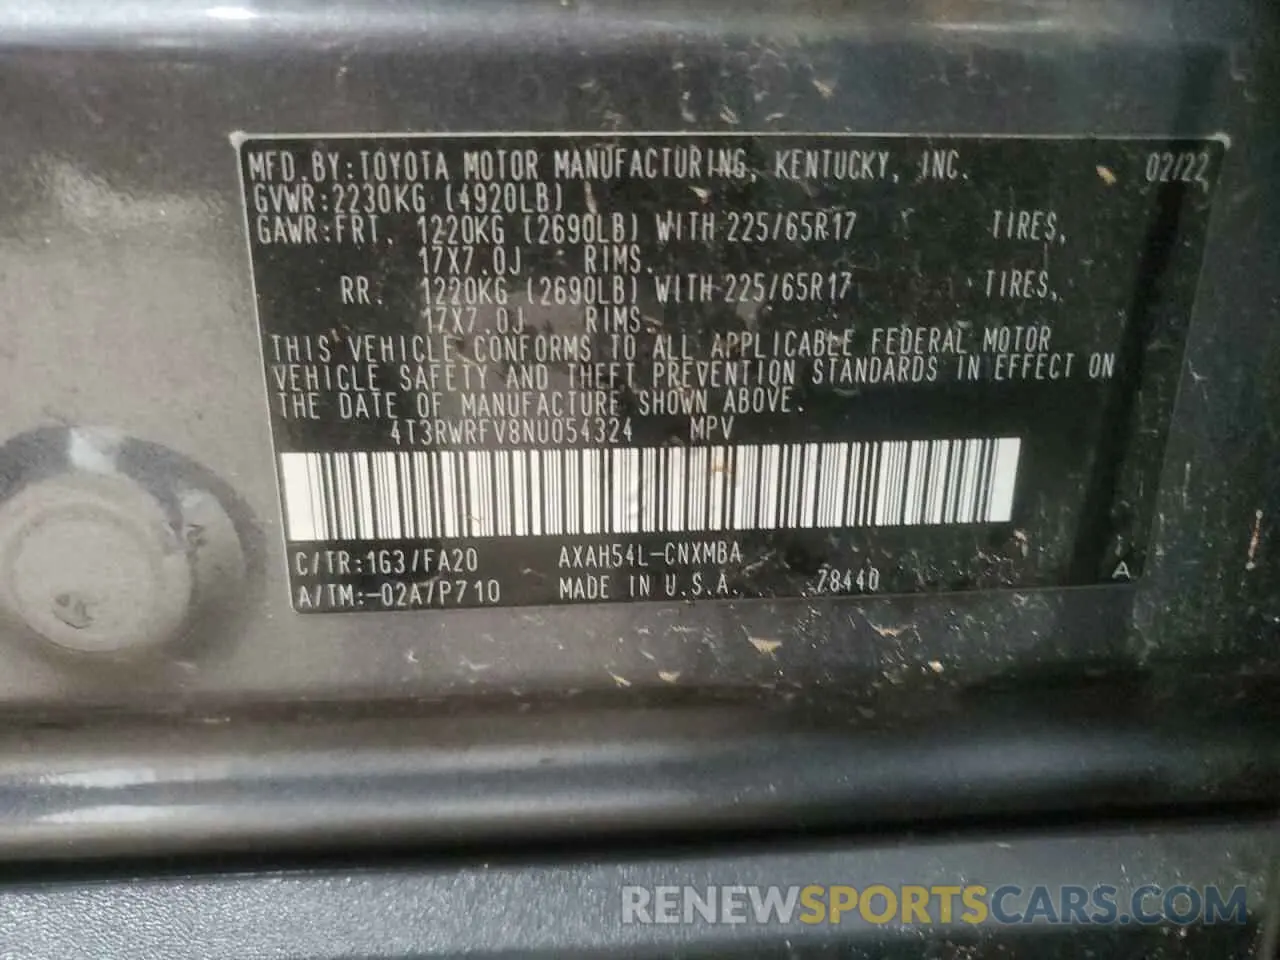 MFD.BY:TOYOTA MOTOR MANUFACTURING, KENTUCKY, INC. 02/22
GVWR:2230KG (4920LB)
GAWR:FRT. 1220KG (2690LB) WITH 225/65R17 TIRES,
17X7.0J RIMS.
RR. 1220KG (2690LB) WITH 225/65R17 TIRES,
17X7.0J RIMS.
THIS VEHICLE CONFORMS TO ALL APPLICABLE FEDERAL MOTOR
VEHICLE SAFETY AND THEFT PREVENTION STANDARDS IN EFFECT ON
THE DATE OF MANUFACTURE SHOWN ABOVE.
4T3RWRFV8NU054324 MPV
C/TR:1G3/FA20 AXAH54L-CNXMBA
A/TM:-02A/P710 MADE IN U.S.A. 78440 A
RENEWSPORTSCARS.COM